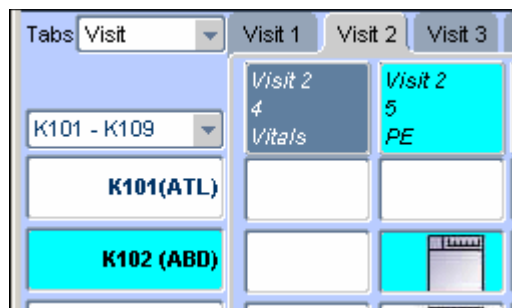 Tabs Visit Visit 1 Visit 2 Visit 3
Visit 2 Visit 2
4 5
K101 - K109 Vitals PE
K101(ATL)
K102 (ABD)